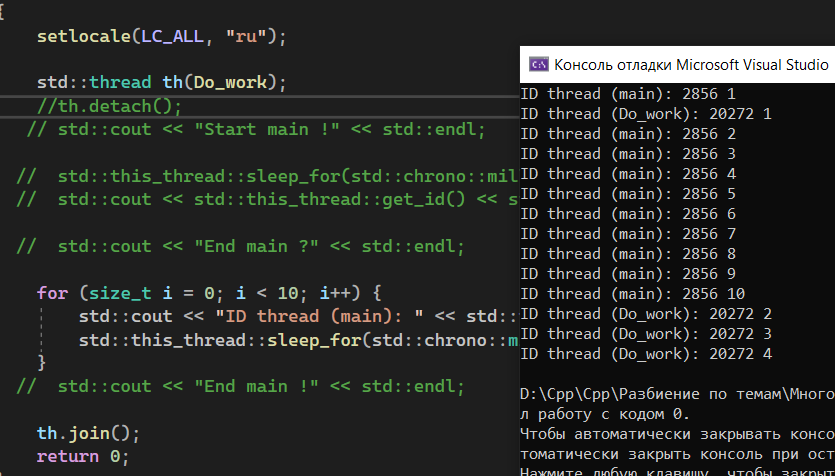 {
setlocale(LC_ALL, "ru");
std::thread th(Do_work);
//th.detach();
// std::cout << "Start main !" << std::endl;
// std::this_thread::sleep_for(std::chrono::mil
// std::cout << std::this_thread::get_id() << s
// std::cout << "End main ?" << std::endl;
for (size_t i = 0; i < 10; i++) {
std::cout << "ID thread (main): " << std::
std::this_thread::sleep_for(std::chrono::m
}
// std::cout << "End main !" << std::endl;
th.join();
return 0;
Консоль отладки Microsoft Visual Studio
ID thread (main): 2856 1
ID thread (Do_work): 20272 1
ID thread (main): 2856 2
ID thread (main): 2856 3
ID thread (main): 2856 4
ID thread (main): 2856 5
ID thread (main): 2856 6
ID thread (main): 2856 7
ID thread (main): 2856 8
ID thread (main): 2856 9
ID thread (main): 2856 10
ID thread (Do_work): 20272 2
ID thread (Do_work): 20272 3
ID thread (Do_work): 20272 4
D:\Cpp\Cpp\Разбиение по темам\Много
л работу с кодом 0.
Чтобы автоматически закрывать консо
томатически закрыть консоль при ост
Нажмите любую клавишу, чтобы закрыт